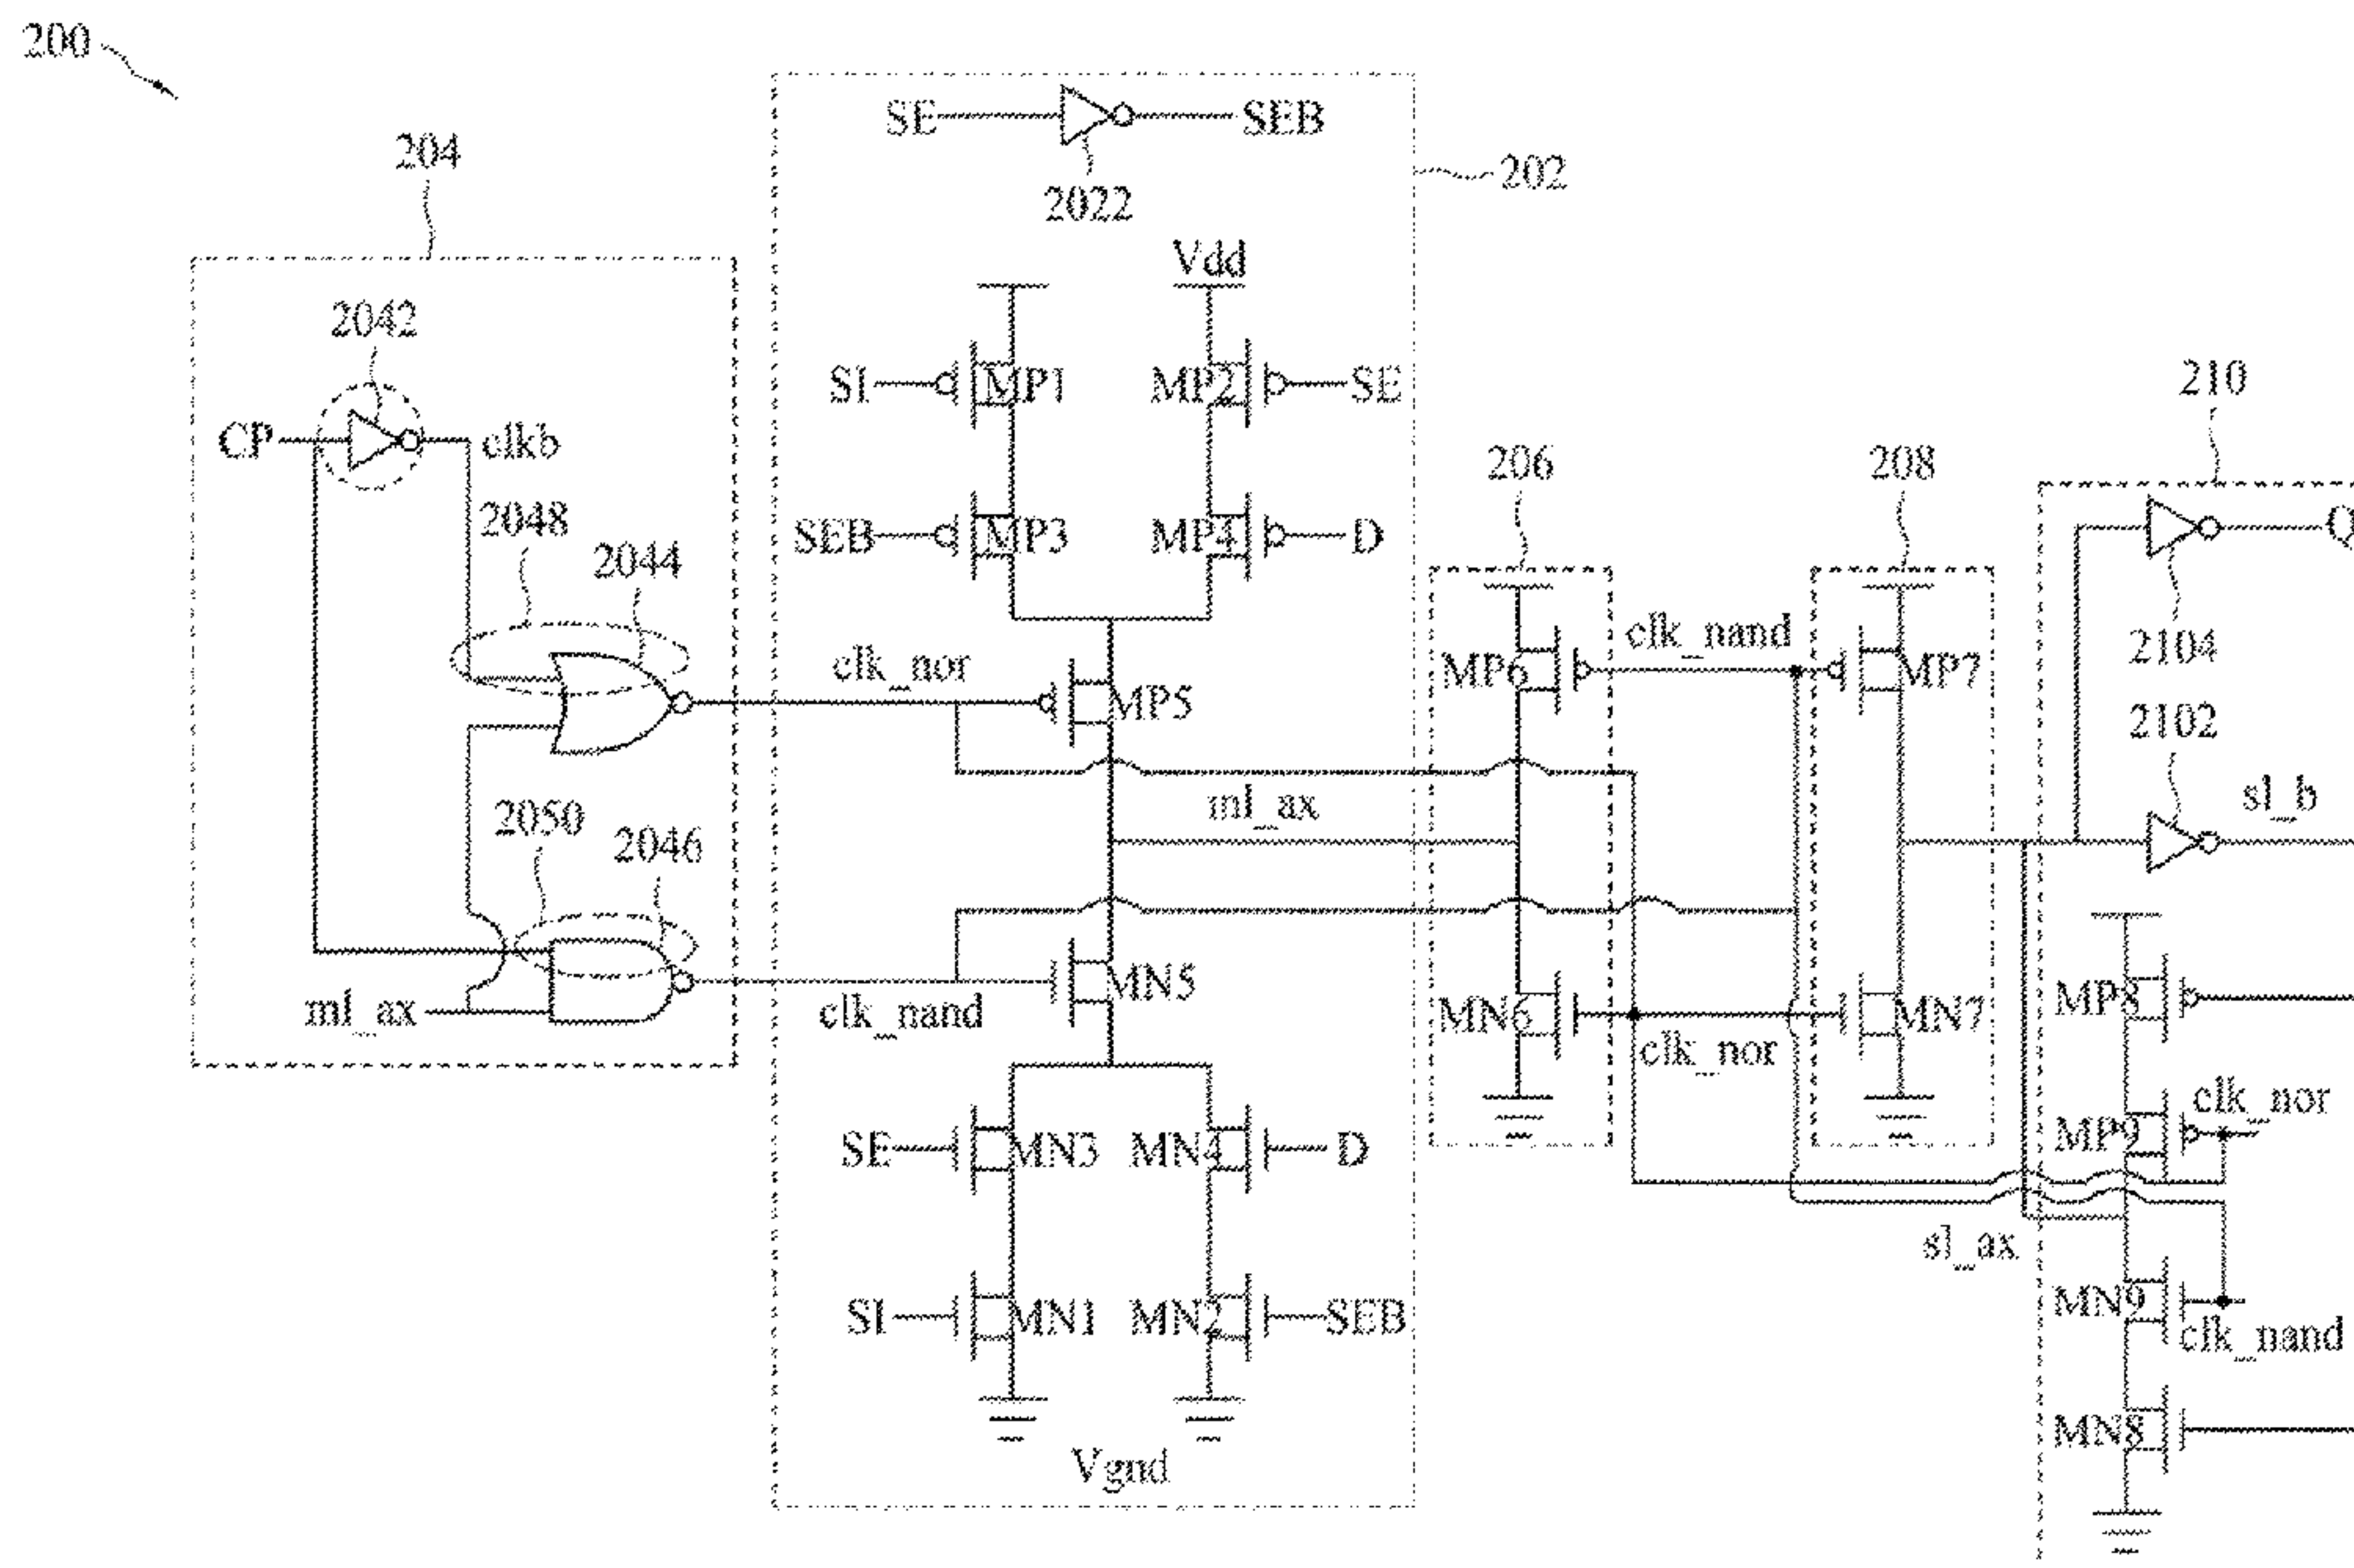 200
SE SEB
204
202
2022
Vdd
2042
SI MP1 MP2 SE
210
CP clkb
206 208
2048
SEB MP3 MP4 D
Q
2044
clk_nand
2104
clk_nor
MP6 MP7
MP5
2102
ml_ax
sl_b
2050
2046
MN5
MP8
ml_ax
clk_nand
MN6 MN7
clk_nor
clk_nor
SE MN3 MN4 D
MP9
sl_ax
MN9
SI MN1 MN2 SEB
clk_nand
MN8
Vgnd